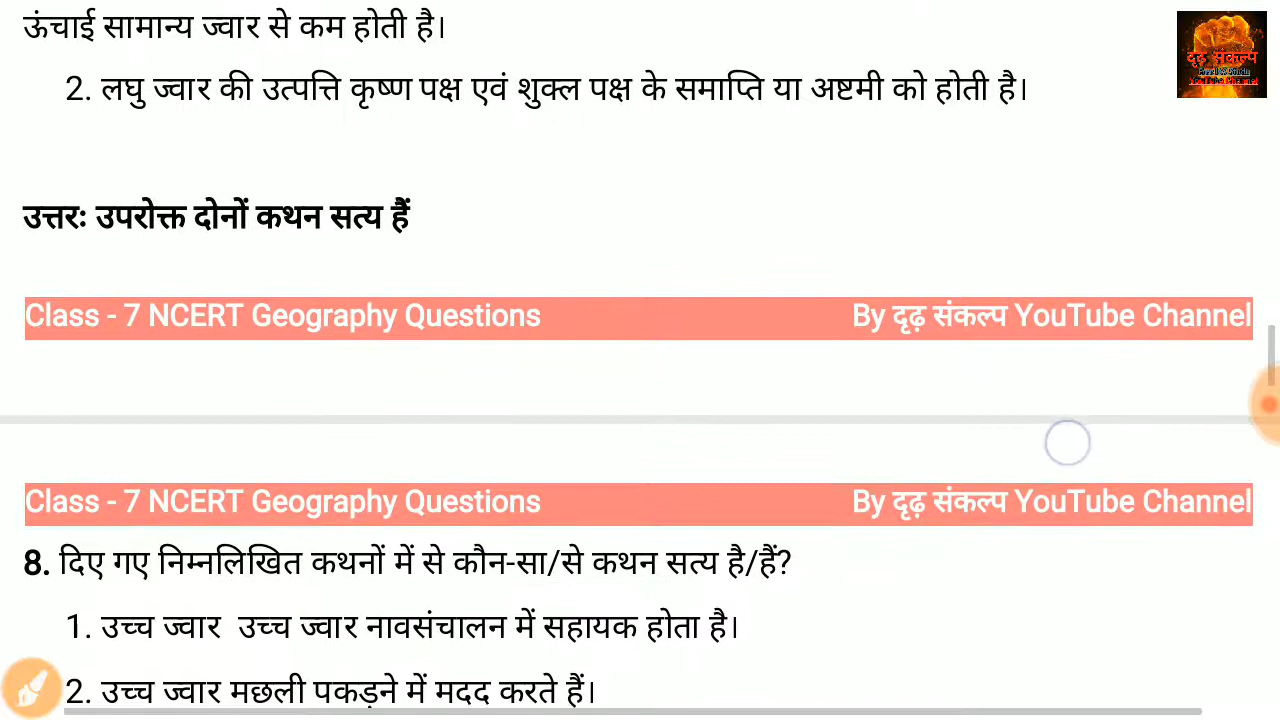 ऊंचाई सामान्य ज्वार से कम होती है।
2. लघु ज्वार की उत्पत्ति कृष्ण पक्ष एवं शुक्ल पक्ष के समाप्ति या अष्टमी को होती है।
दृढ़ संकल्प
उत्तरः उपरोक्त दोनों कथन सत्य हैं
Class - 7 NCERT Geography Questions By दृढ़ संकल्प YouTube Channel
Class - 7 NCERT Geography Questions By दृढ़ संकल्प YouTube Channel
8. दिए गए निम्नलिखित कथनों में से कौन-सा/से कथन सत्य है/हैं?
1. उच्च ज्वार उच्च ज्वार नावसंचालन में सहायक होता है।
2. उच्च ज्वार मछली पकड़ने में मदद करते हैं।